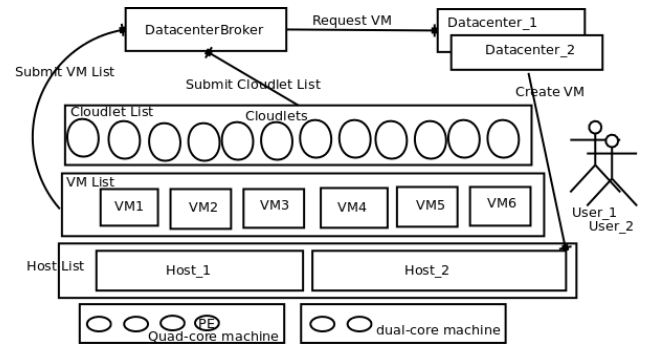 DatacenterBroker
Request VM
Datacenter_1
Datacenter_2
Submit VM List
Submit Cloudlet List
Create VM
Cloudlet List
Cloudlets
VM List
VM1
VM2
VM3
VM4
VM5
VM6
User_1
User_2
Host List
Host_1
Host_2
PE
Quad-core machine
dual-core machine